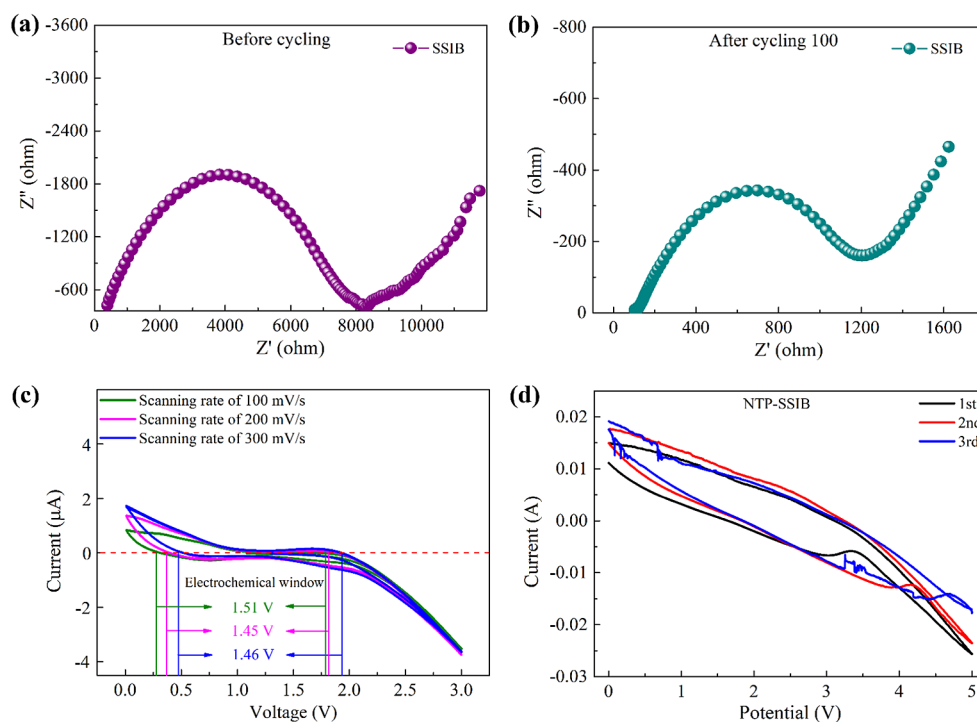 (a)
Before cycling
SSIB
-3600
-3000
-2400
-1800
-1200
-600
Z'' (ohm)
0 2000 4000 6000 8000 10000
Z' (ohm)
(b)
After cycling 100
SSIB
-800
-600
-400
-200
0
Z'' (ohm)
0 400 800 1200 1600
Z' (ohm)
(c)
Scanning rate of 100 mV/s
Scanning rate of 200 mV/s
Scanning rate of 300 mV/s
4
2
0
-2
-4
Current (μA)
Electrochemical window
1.51 V
1.45 V
1.46 V
0.0 0.5 1.0 1.5 2.0 2.5 3.0
Voltage (V)
(d)
NTP-SSIB
1st
2nd
3rd
0.02
0.01
0.00
-0.01
-0.02
-0.03
Current (A)
0 1 2 3 4 5
Potential (V)